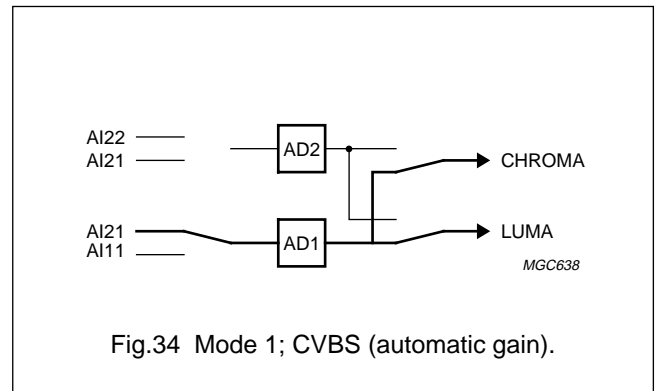 AI22
AI21
AD2
CHROMA
AI21
AI11
AD1
LUMA
MGC638
Fig.34 Mode 1; CVBS (automatic gain).